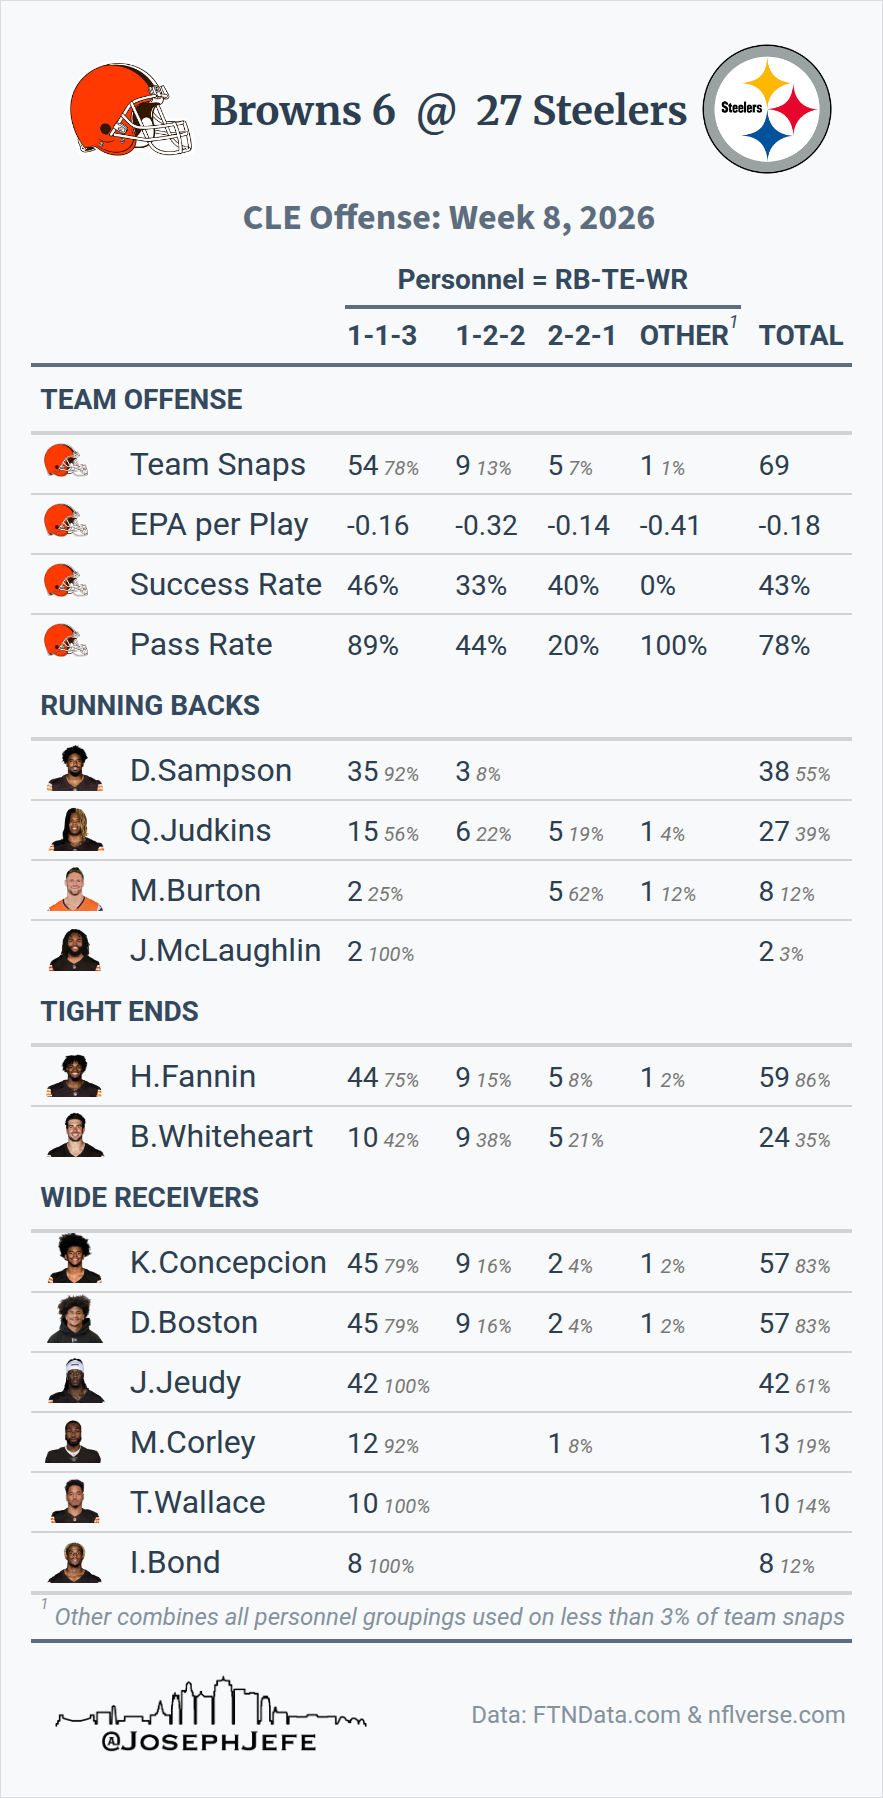 Browns 6 @ 27 Steelers
Steelers
CLE Offense: Week 8, 2026
Personnel = RB-TE-WR
1-1-3 1-2-2 2-2-1 OTHER1 TOTAL
TEAM OFFENSE
Team Snaps 54 78% 9 13% 5 7% 1 1% 69
EPA per Play -0.16 -0.32 -0.14 -0.41 -0.18
Success Rate 46% 33% 40% 0% 43%
Pass Rate 89% 44% 20% 100% 78%
RUNNING BACKS
D.Sampson 35 92% 3 8% 38 55%
Q.Judkins 15 56% 6 22% 5 19% 1 4% 27 39%
M.Burton 2 25% 5 62% 1 12% 8 12%
J.McLaughlin 2 100% 2 3%
TIGHT ENDS
H.Fannin 44 75% 9 15% 5 8% 1 2% 59 86%
B.Whiteheart 10 42% 9 38% 5 21% 24 35%
WIDE RECEIVERS
K.Concepcion 45 79% 9 16% 2 4% 1 2% 57 83%
D.Boston 45 79% 9 16% 2 4% 1 2% 57 83%
J.Jeudy 42 100% 42 61%
M.Corley 12 92% 1 8% 13 19%
T.Wallace 10 100% 10 14%
I.Bond 8 100% 8 12%
1 Other combines all personnel groupings used on less than 3% of team snaps
@JOSEPHJEFE
Data: FTNData.com & nflverse.com